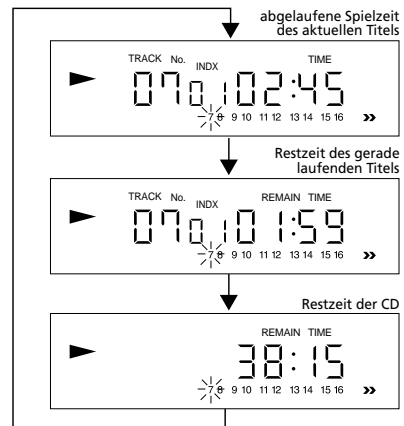 abgelaufene Spielzeit
des aktuellen Titels
TRACK No. INDX TIME
07 01 02:45
7 8 9 10 11 12 13 14 15 16 »
Restzeit des gerade
laufenden Titels
TRACK No. INDX REMAIN TIME
07 01 01:59
7 8 9 10 11 12 13 14 15 16 »
Restzeit der CD
REMAIN TIME
38:15
7 8 9 10 11 12 13 14 15 16 »